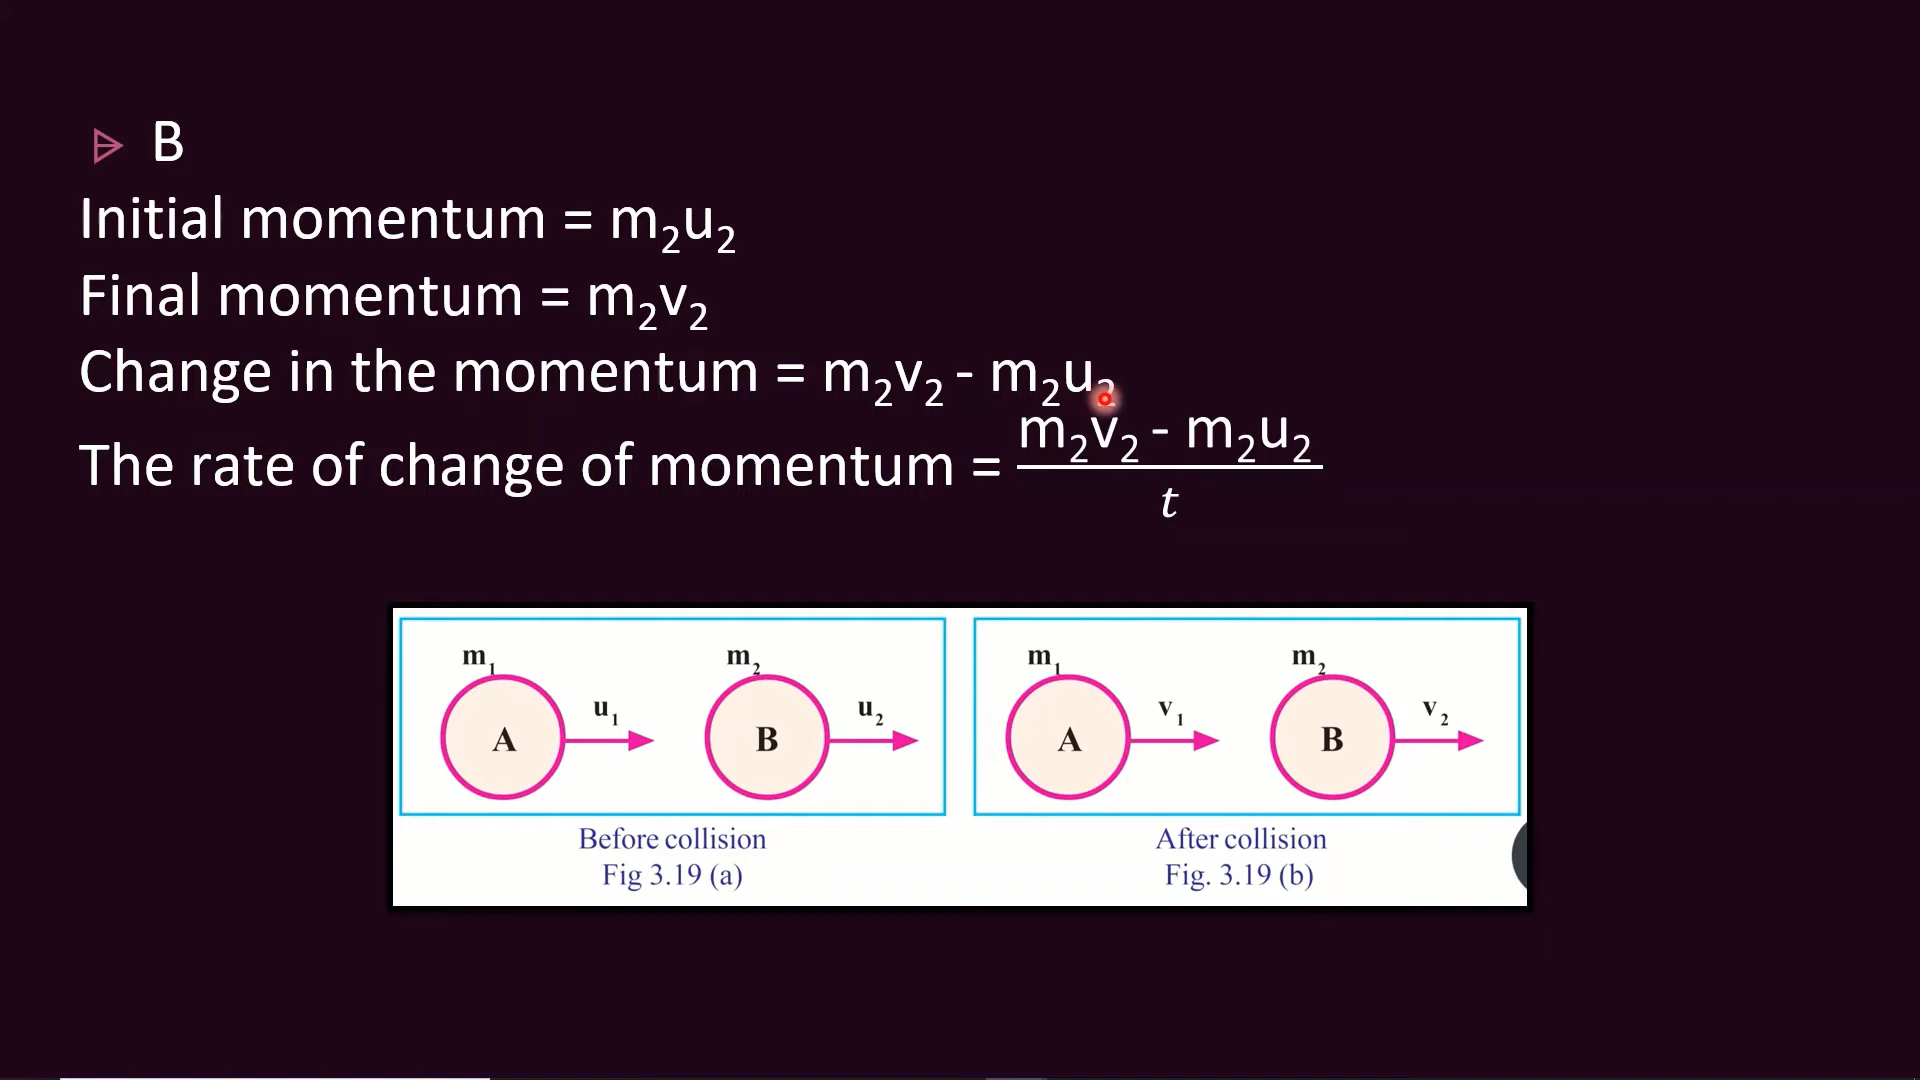 B
Initial momentum = m₂u₂
Final momentum = m₂v₂
Change in the momentum = m₂v₂ - m₂u₂
The rate of change of momentum = m₂v₂ - m₂u₂
t
m₁ m₂ m₁ m₂
u₁ u₂ v₁ v₂
A B A B
Before collision After collision
Fig 3.19 (a) Fig. 3.19 (b)